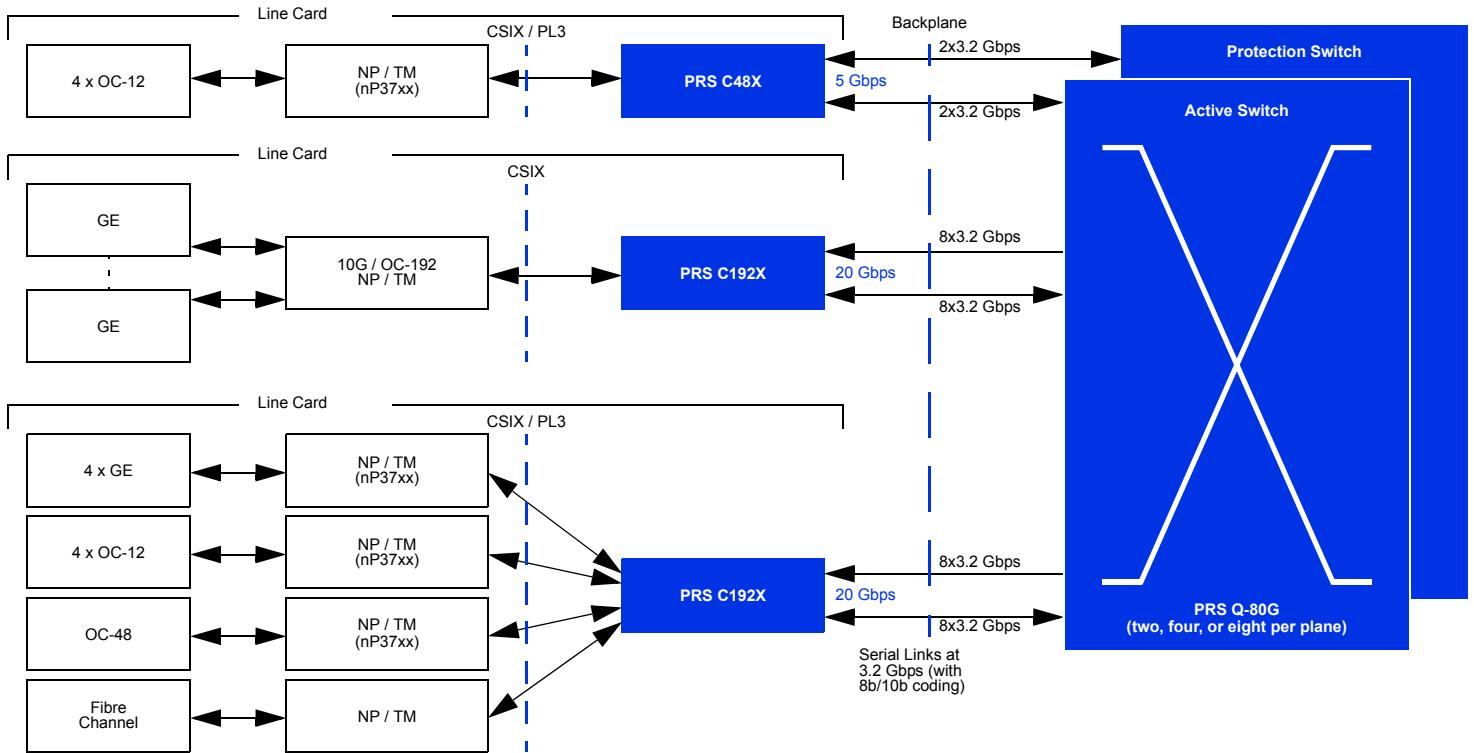 Line Card
CSIX / PL3
Backplane
4 x OC-12
NP / TM
(nP37xx)
PRS C48X
5 Gbps
2x3.2 Gbps
2x3.2 Gbps
Protection Switch
Active Switch
Line Card
CSIX
GE
GE
10G / OC-192
NP / TM
PRS C192X
20 Gbps
8x3.2 Gbps
8x3.2 Gbps
Line Card
CSIX / PL3
4 x GE
NP / TM
(nP37xx)
4 x OC-12
NP / TM
(nP37xx)
OC-48
NP / TM
(nP37xx)
Fibre
Channel
NP / TM
PRS C192X
20 Gbps
8x3.2 Gbps
8x3.2 Gbps
Serial Links at
3.2 Gbps (with
8b/10b coding)
PRS Q-80G
(two, four, or eight per plane)